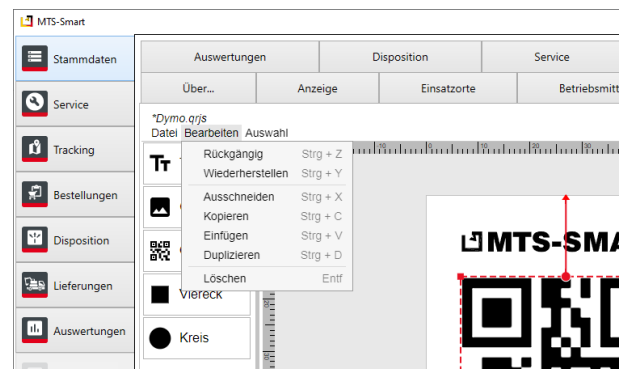 MTS-Smart
Stammdaten
Service
Tracking
Bestellungen
Disposition
Lieferungen
Auswertungen
Auswertungen Disposition Service
Über... Anzeige Einsatzorte Betriebsmitt
*Dymo.qrjs
Datei Bearbeiten Auswahl
Rückgängig Strg + Z
Wiederherstellen Strg + Y
Ausschneiden Strg + X
Kopieren Strg + C
Einfügen Strg + V
Duplizieren Strg + D
Löschen Entf
Viereck
Kreis
MTS-SMA